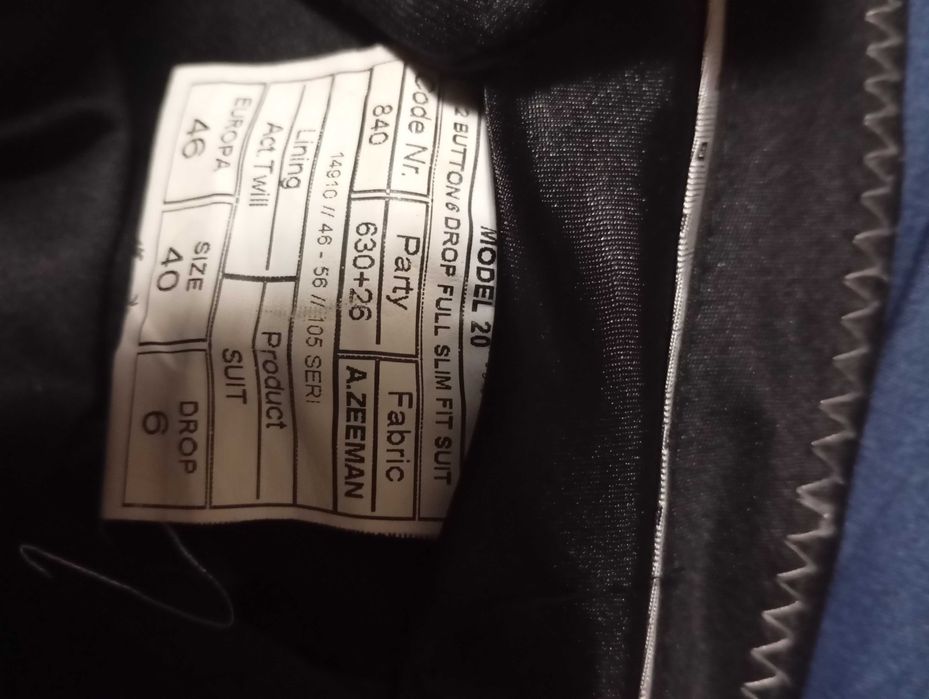 MODEL 20
2 BUTTON 6 DROP FULL SLIM FIT SUIT
Code Nr. Party Fabric
840 630+26 A.ZEEMAN
14910 // 46 - 56 // 105 SERI
Lining Product
Act.Twill SUIT
EUROPA SIZE DROP
46 40 6